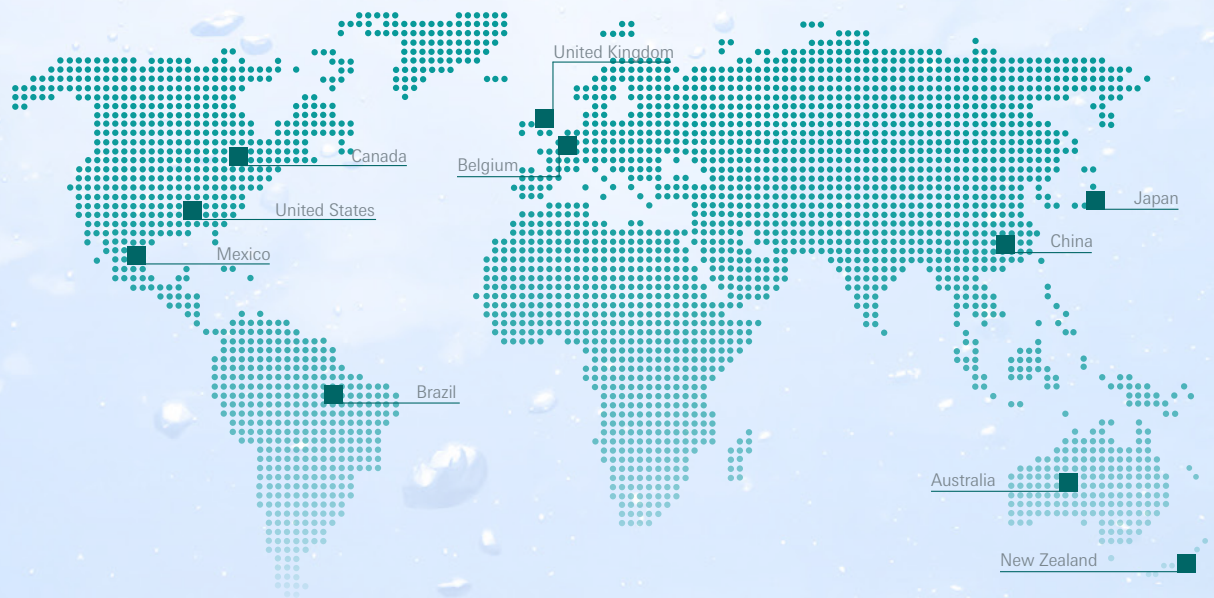 United Kingdom
Canada
Belgium
United States
Japan
Mexico
China
Brazil
Australia
New Zealand